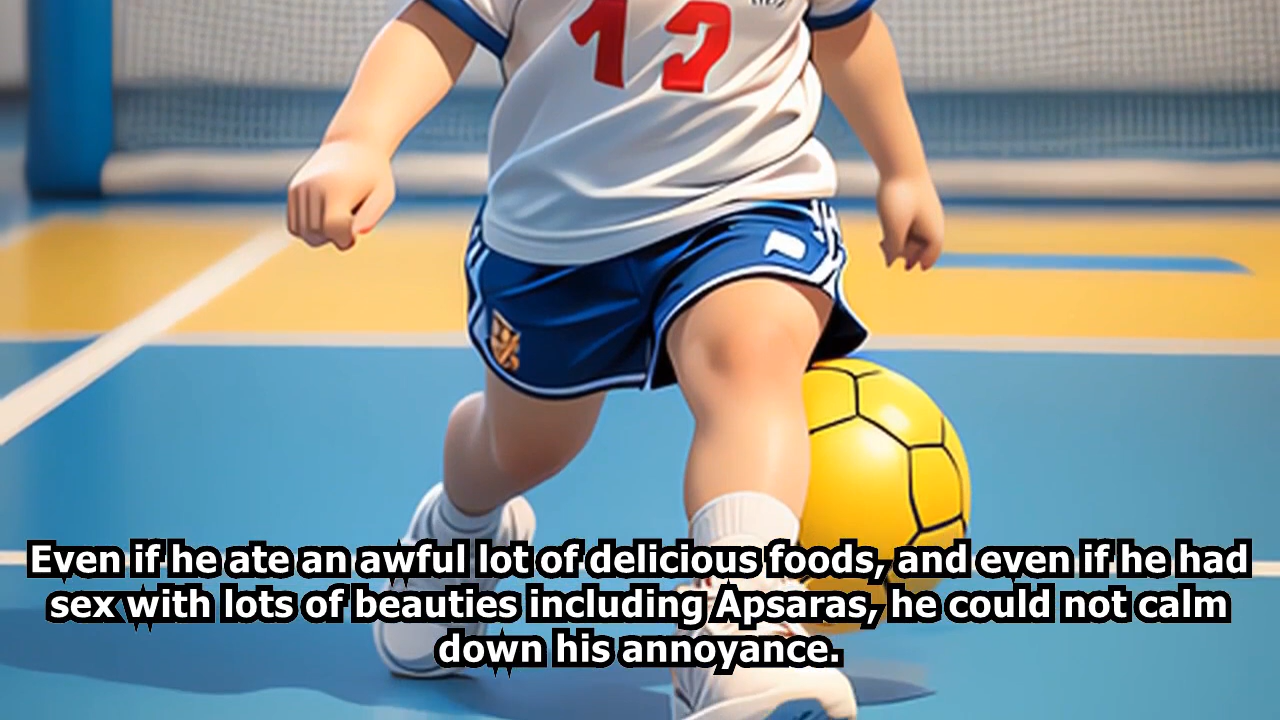 12
Even if he ate an awful lot of delicious foods, and even if he had
sex with lots of beauties including Apsaras, he could not calm
down his annoyance.